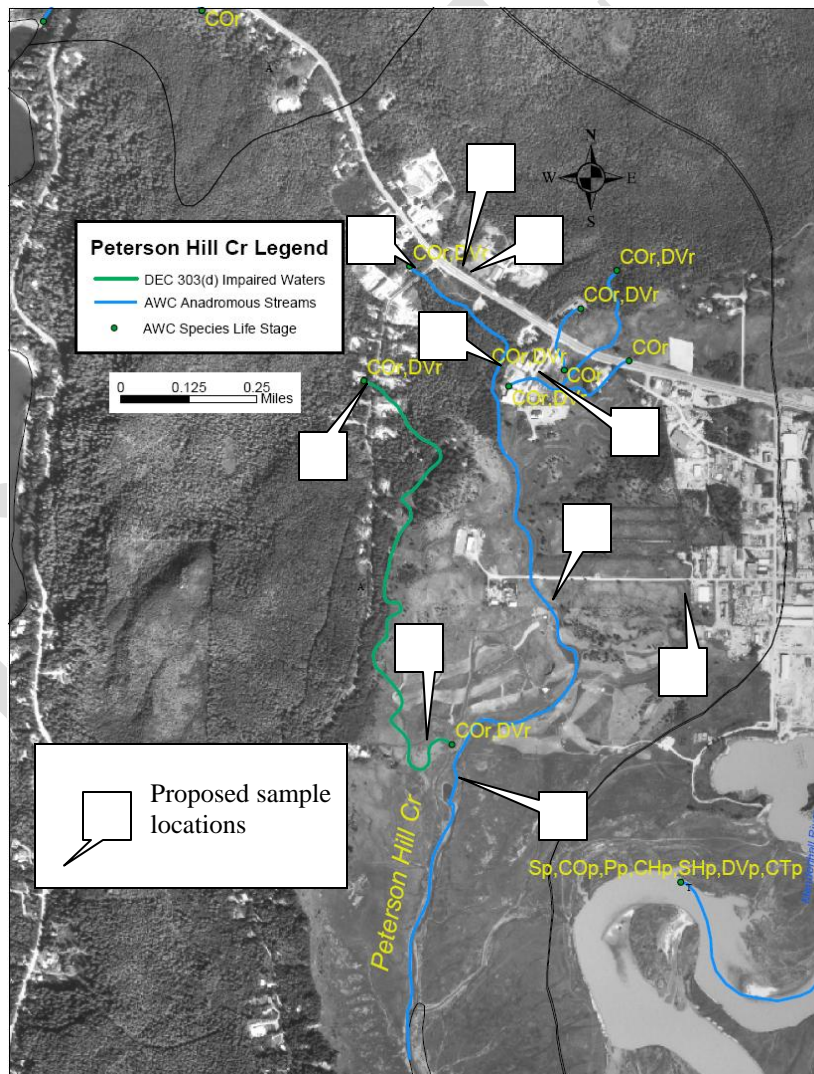 COr
A
N
W
E
S
Peterson Hill Cr Legend
DEC 303(d) Impaired Waters
AWC Anadromous Streams
AWC Species Life Stage
COr,DVr
COr,DVr
COr,DVr
COr,DVr
COr
COr
COr,DVr
COr,DVr
0 0.125 0.25
Miles
A
COr,DVr
Proposed sample
locations
Peterson Hill Cr
Sp,COp,Pp,CHp,SHp,DVp,CTp
T